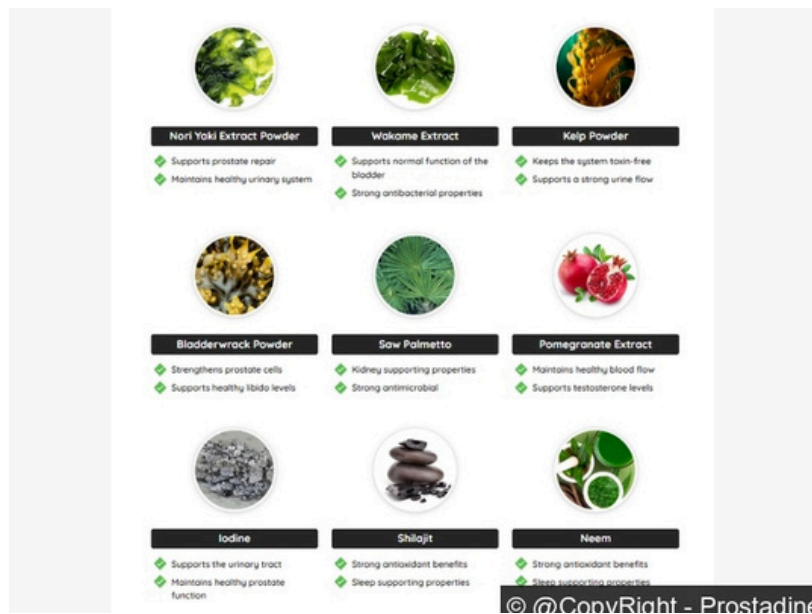 Nori Yaki Extract Powder
Supports prostate repair
Maintains healthy urinary system
Wakame Extract
Supports normal function of the
bladder
Strong antibacterial properties
Kelp Powder
Keeps the system toxin-free
Supports a strong urine flow
Bladderwrack Powder
Strengthens prostate cells
Supports healthy libido levels
Saw Palmetto
Kidney supporting properties
Strong antimicrobial
Pomegranate Extract
Maintains healthy blood flow
Supports testosterone levels
Iodine
Supports the urinary tract
Maintains healthy prostate
function
Shilajit
Strong antioxidant benefits
Sleep supporting properties
Neem
Strong antioxidant benefits
Sleep supporting properties
© @CopyRight - Prostadine